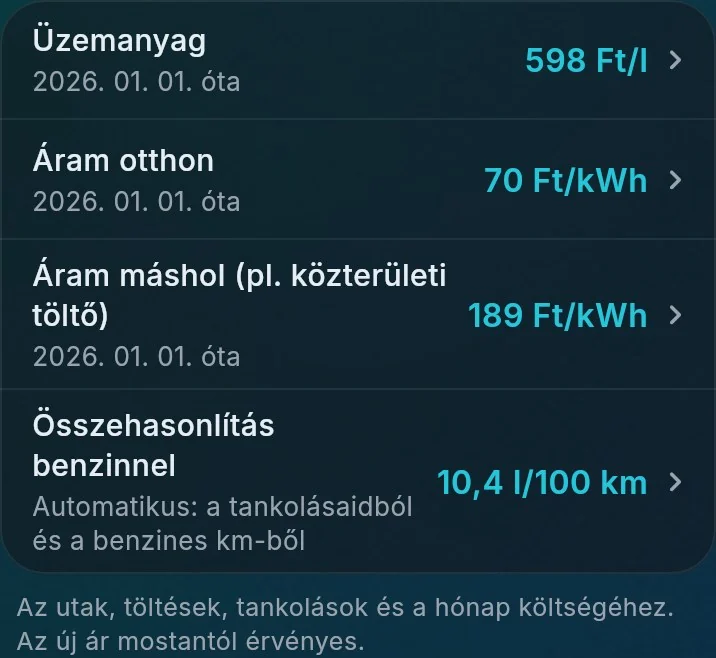 Üzemanyag
2026. 01. 01. óta
598 Ft/l
Áram otthon
2026. 01. 01. óta
70 Ft/kWh
Áram máshol (pl. közterületi
töltő)
2026. 01. 01. óta
189 Ft/kWh
Összehasonlítás
benzinnel
Automatikus: a tankolásaidból
és a benzines km-ből
10,4 l/100 km
Az utak, töltések, tankolások és a hónap költségéhez.
Az új ár mostantól érvényes.